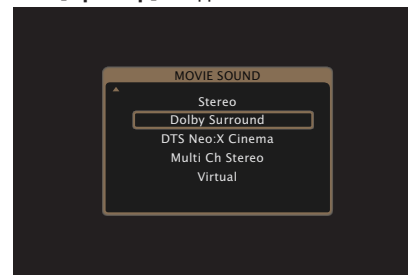 MOVIE SOUND
Stereo
Dolby Surround
DTS Neo:X Cinema
Multi Ch Stereo
Virtual